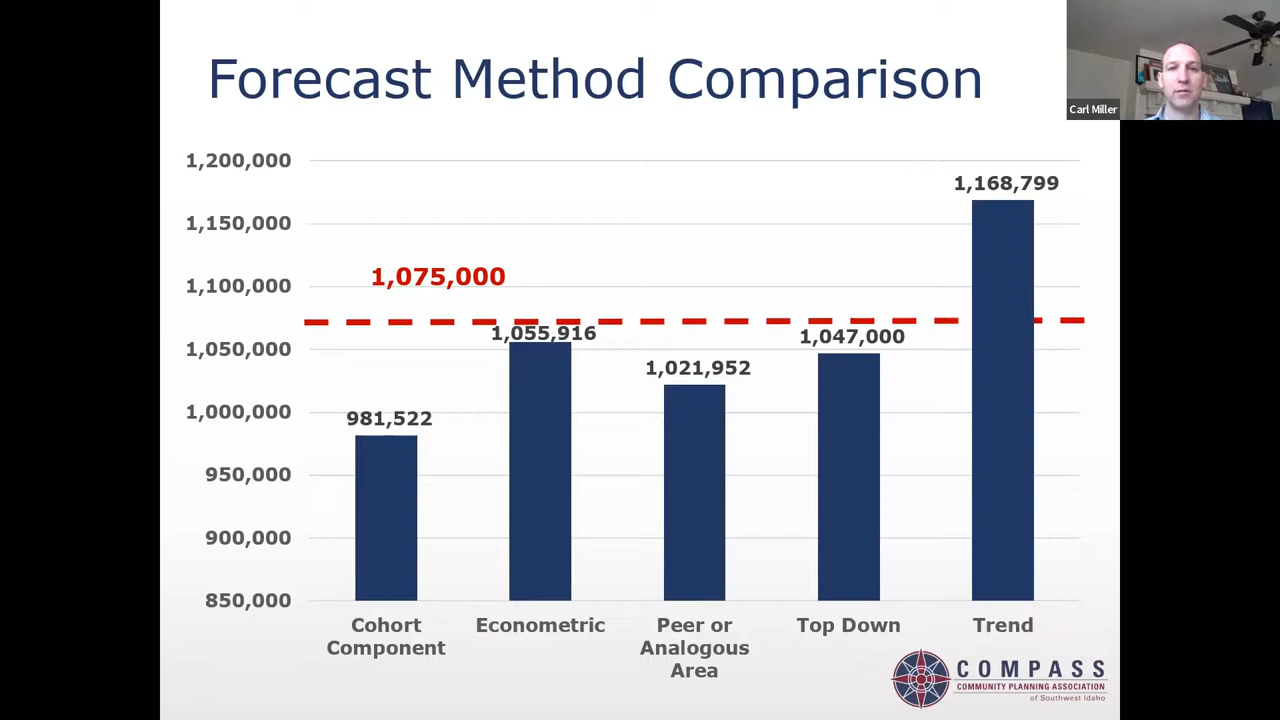 Forecast Method Comparison
Carl Miller
1,200,000
1,150,000
1,100,000
1,050,000
1,000,000
950,000
900,000
850,000
1,075,000
981,522
1,055,916
1,021,952
1,047,000
1,168,799
Cohort
Component
Econometric
Peer or
Analogous
Area
Top Down
Trend
COMPASS
COMMUNITY PLANNING ASSOCIATION
of Southwest Idaho